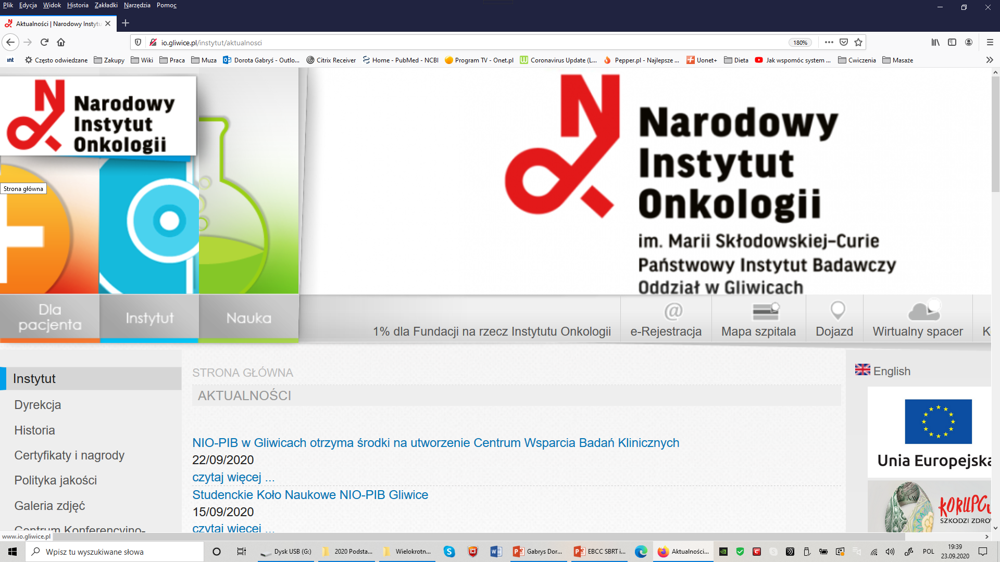 Plik Edycja Widok Historia Zakładki Narzędzia Pomoc
Aktualności | Narodowy Instytu
io.gliwice.pl/instytut/aktualnosci
180%
int Często odwiedzane Zakupy Wiki Praca Muza Dorota Gabryś - Outlo... Citrix Receiver Home - PubMed - NCBI Program TV - Onet.pl Coronavirus Update (L... Pepper.pl - Najlepsze ... Uonet+ Dieta Jak wspomóc system ... Cwiczenia Masaże
Narodowy
Instytut
Onkologii
Strona główna
Narodowy
Instytut
Onkologii
im. Marii Skłodowskiej-Curie
Państwowy Instytut Badawczy
Oddział w Gliwicach
Dla
pacjenta
Instytut
Nauka
1% dla Fundacji na rzecz Instytutu Onkologii
@
e-Rejestracja
Mapa szpitala
Dojazd
Wirtualny spacer
K
Instytut
Dyrekcja
Historia
Certyfikaty i nagrody
Polityka jakości
Galeria zdjęć
Centrum Konferencyjno-
STRONA GŁÓWNA
AKTUALNOŚCI
NIO-PIB w Gliwicach otrzyma środki na utworzenie Centrum Wsparcia Badań Klinicznych
22/09/2020
czytaj więcej ...
Studenckie Koło Naukowe NIO-PIB Gliwice
15/09/2020
czytaj więcej ...
English
Unia Europejska
KORUPCJ
SZKODZI ZDROW
www.io.gliwice.pl
Wpisz tu wyszukiwane słowa
Dysk USB (G:)
2020 Podsta...
Wielokrotn...
Gabrys Dor...
EBCC SBRT i...
Aktualności...
POL
19:39
23.09.2020